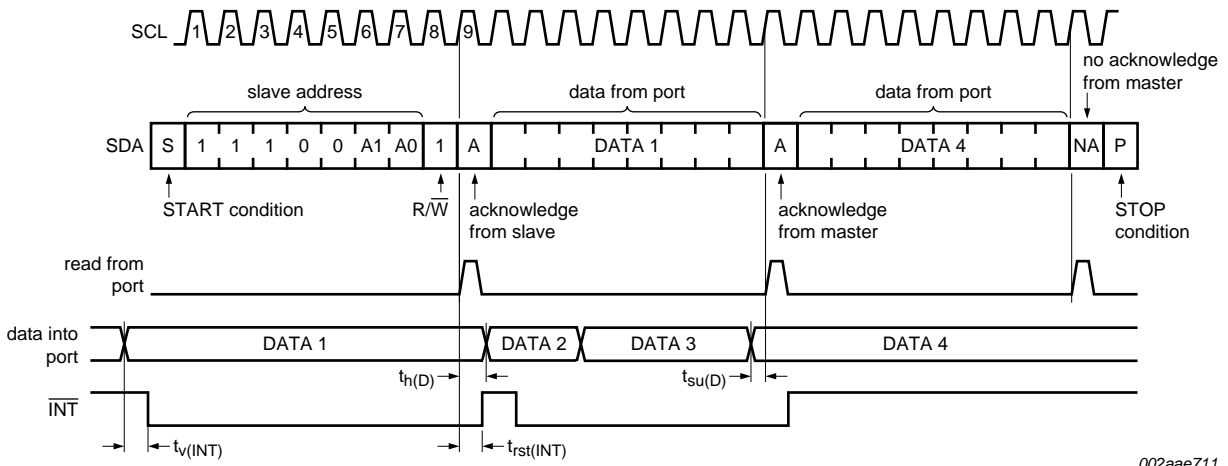 SCL 1 2 3 4 5 6 7 8 9
no acknowledge
from master
slave address
data from port
data from port
SDA S 1 1 1 0 0 A1 A0 1 A DATA 1 A DATA 4 NA P
START condition
R/W
acknowledge
from slave
acknowledge
from master
STOP
condition
read from
port
data into
port
DATA 1 DATA 2 DATA 3 DATA 4
th(D)
tsu(D)
INT
tv(INT)
trst(INT)
002aae711